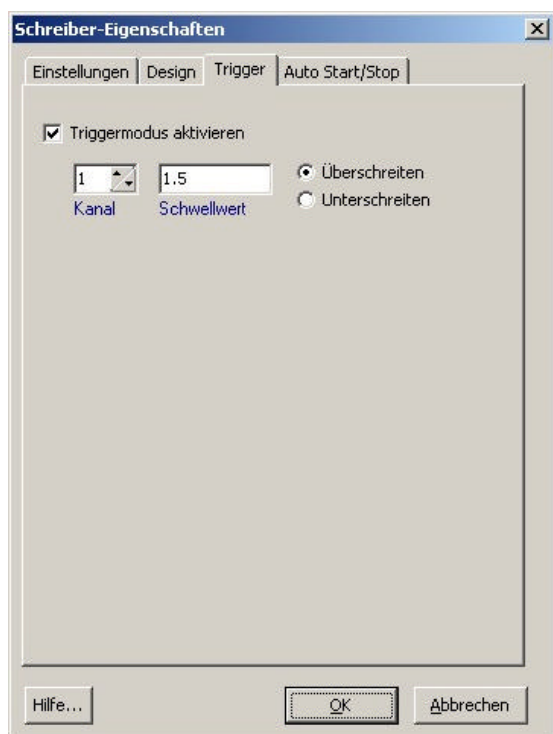 Schreiber-Eigenschaften
Einstellungen Design Trigger Auto Start/Stop
Triggermodus aktivieren
1 1.5 Überschreiten
Kanal Schwellwert Unterschreiten
Hilfe... OK Abbrechen